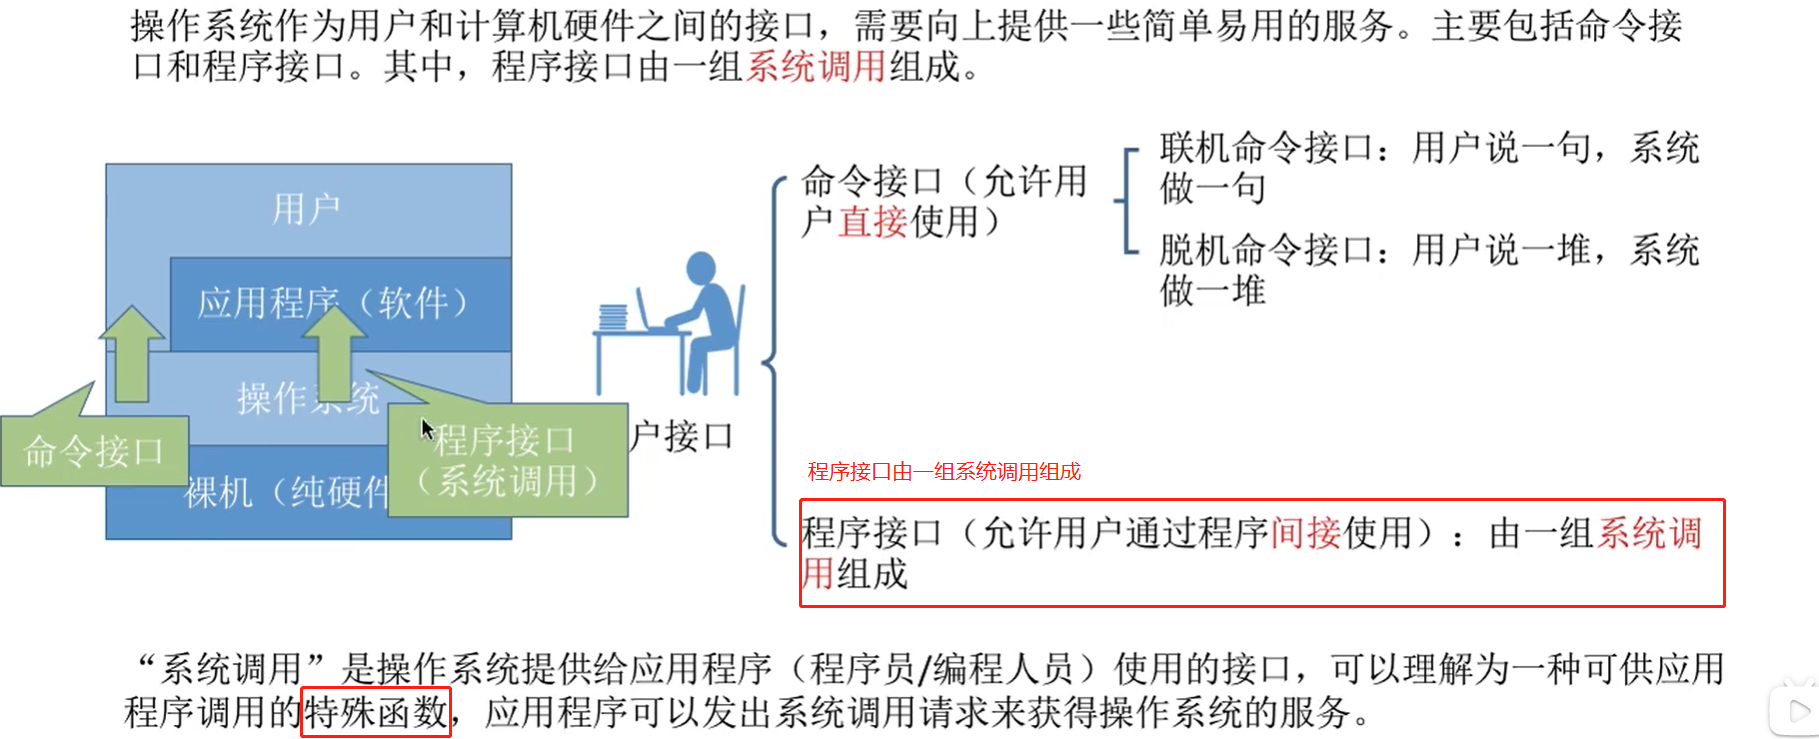 操作系统作为用户和计算机硬件之间的接口，需要向上提供一些简单易用的服务。主要包括命令接
口和程序接口。其中，程序接口由一组系统调用组成。
用户
应用程序（软件）
操作系统
裸机（纯硬件
命令接口
程序接口
（系统调用）
户接口
命令接口（允许用
户直接使用）
联机命令接口：用户说一句，系统
做一句
脱机命令接口：用户说一堆，系统
做一堆
程序接口由一组系统调用组成
程序接口（允许用户通过程序间接使用）：由一组系统调
用组成
“系统调用”是操作系统提供给应用程序（程序员/编程人员）使用的接口，可以理解为一种可供应用
程序调用的特殊函数，应用程序可以发出系统调用请求来获得操作系统的服务。